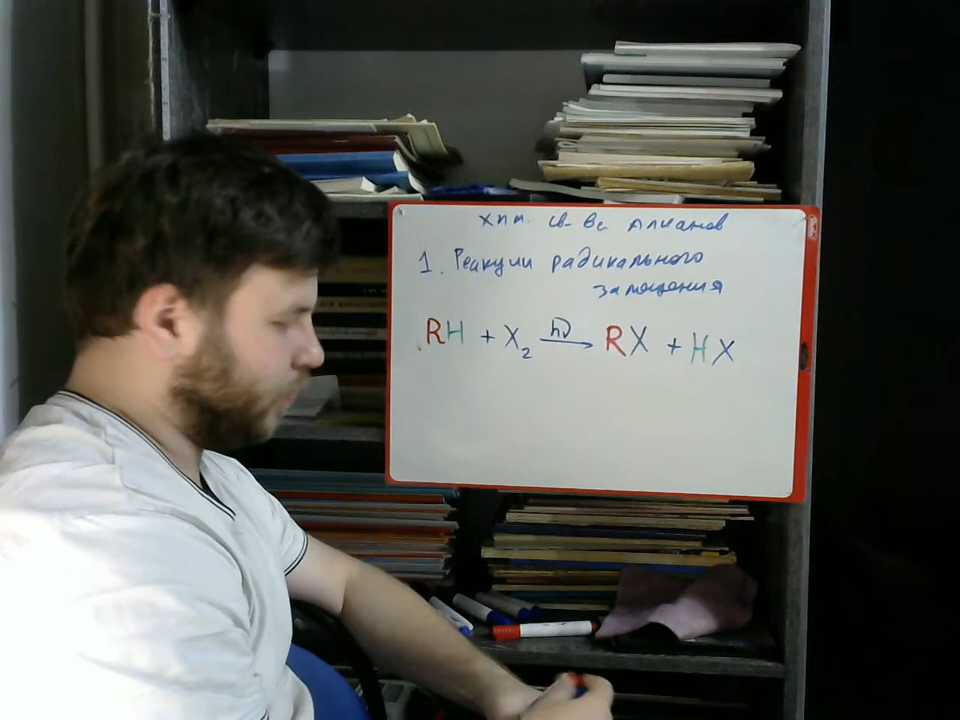 хим. св-ва Алканов
1. Реакции радикального
замещения
RH + X₂ hν→ RX + HX